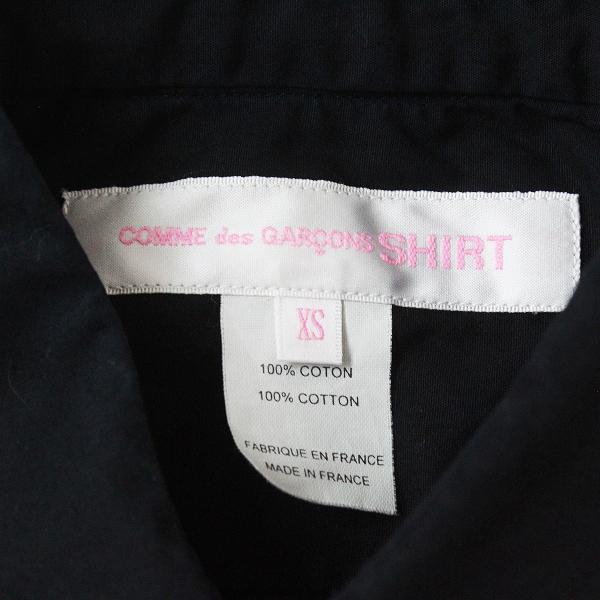 COMME des GARÇONS SHIRT
XS
100% COTON
100% COTTON
FABRIQUE EN FRANCE
MADE IN FRANCE